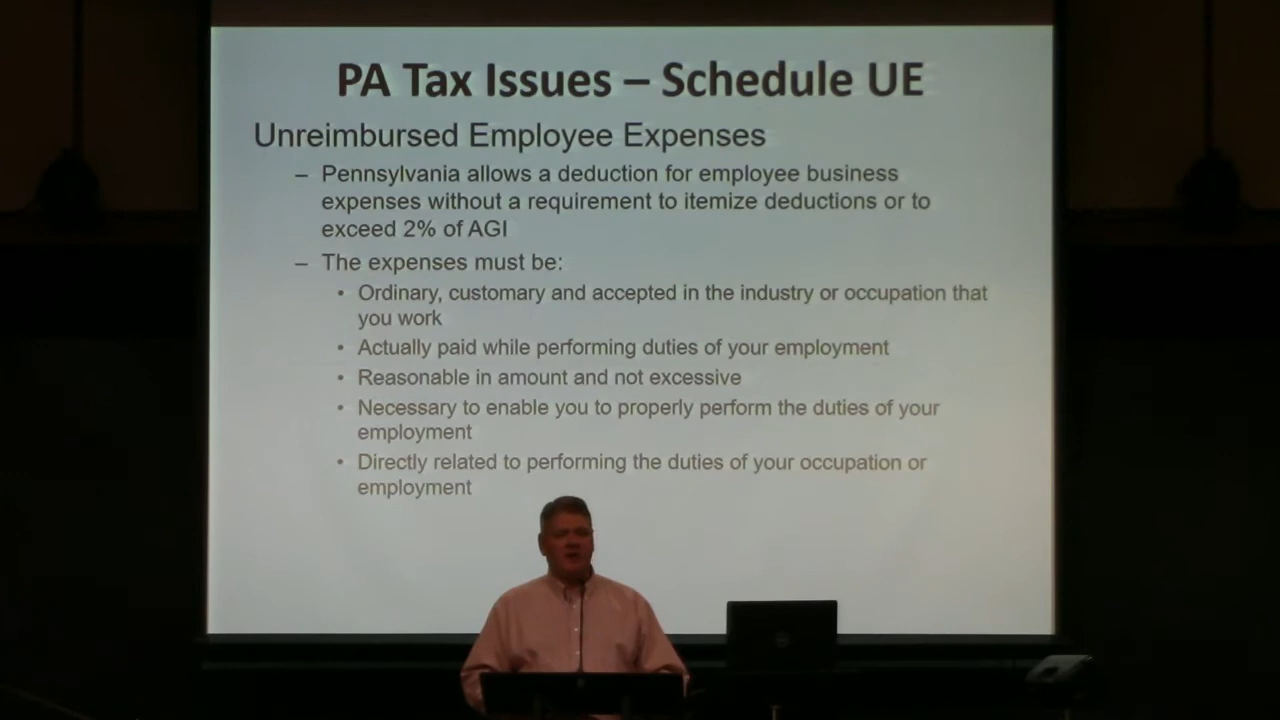 PA Tax Issues – Schedule UE
Unreimbursed Employee Expenses
– Pennsylvania allows a deduction for employee business
expenses without a requirement to itemize deductions or to
exceed 2% of AGI
– The expenses must be:
• Ordinary, customary and accepted in the industry or occupation that
you work
• Actually paid while performing duties of your employment
• Reasonable in amount and not excessive
• Necessary to enable you to properly perform the duties of your
employment
• Directly related to performing the duties of your occupation or
employment